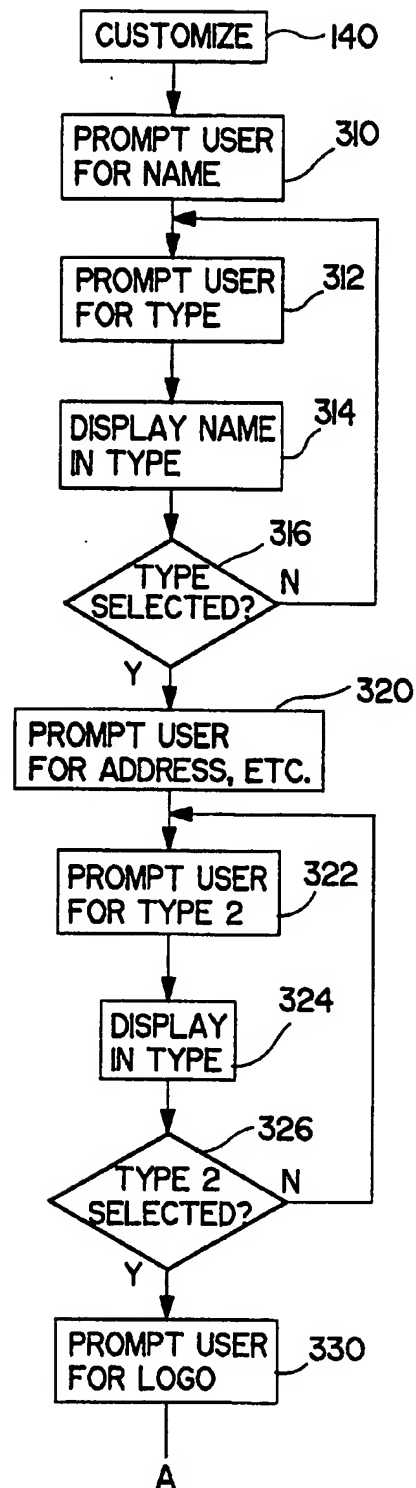 CUSTOMIZE 140
PROMPT USER
FOR NAME
310
PROMPT USER
FOR TYPE
312
DISPLAY NAME
IN TYPE
314
316
TYPE
SELECTED?
N
Y
320
PROMPT USER
FOR ADDRESS, ETC.
PROMPT USER
FOR TYPE 2
322
DISPLAY
IN TYPE
324
326
TYPE 2
SELECTED?
N
Y
PROMPT USER
FOR LOGO
330
A